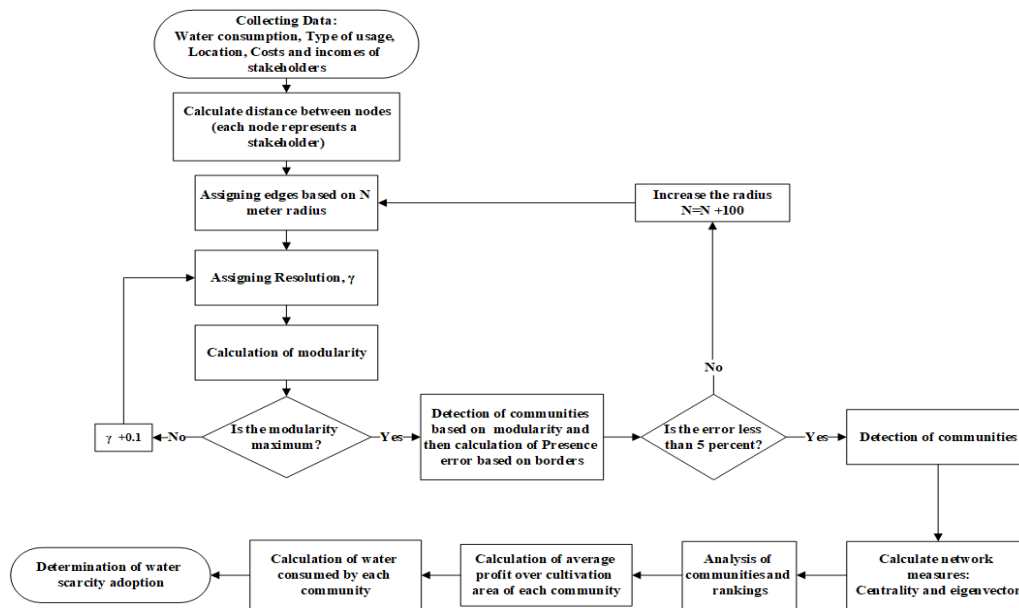 Collecting Data:
Water consumption, Type of usage,
Location, Costs and incomes of
stakeholders
Calculate distance between nodes
(each node represents a
stakeholder)
Assigning edges based on N
meter radius
Increase the radius
N=N +100
Assigning Resolution, γ
Calculation of modularity
No
Is the modularity
maximum?
γ +0.1
No
Yes
Detection of communities
based on modularity and
then calculation of Presence
error based on borders
Is the error less
than 5 percent?
Yes
Detection of communities
Calculate network
measures:
Centrality and eigenvector
Analysis of
communities and
rankings
Calculation of average
profit over cultivation
area of each community
Calculation of water
consumed by each
community
Determination of water
scarcity adoption